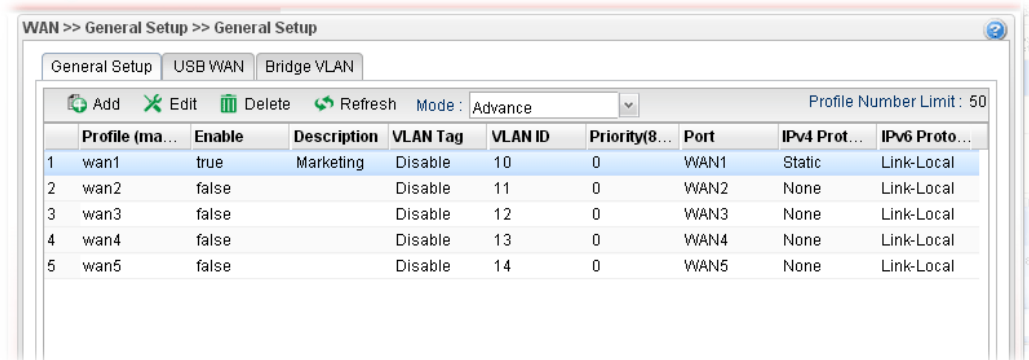 WAN >> General Setup >> General Setup
General Setup USB WAN Bridge VLAN
Add Edit Delete Refresh Mode : Advance Profile Number Limit : 50
Profile (ma... Enable Description VLAN Tag VLAN ID Priority(8... Port IPv4 Prot... IPv6 Proto...
1 wan1 true Marketing Disable 10 0 WAN1 Static Link-Local
2 wan2 false Disable 11 0 WAN2 None Link-Local
3 wan3 false Disable 12 0 WAN3 None Link-Local
4 wan4 false Disable 13 0 WAN4 None Link-Local
5 wan5 false Disable 14 0 WAN5 None Link-Local